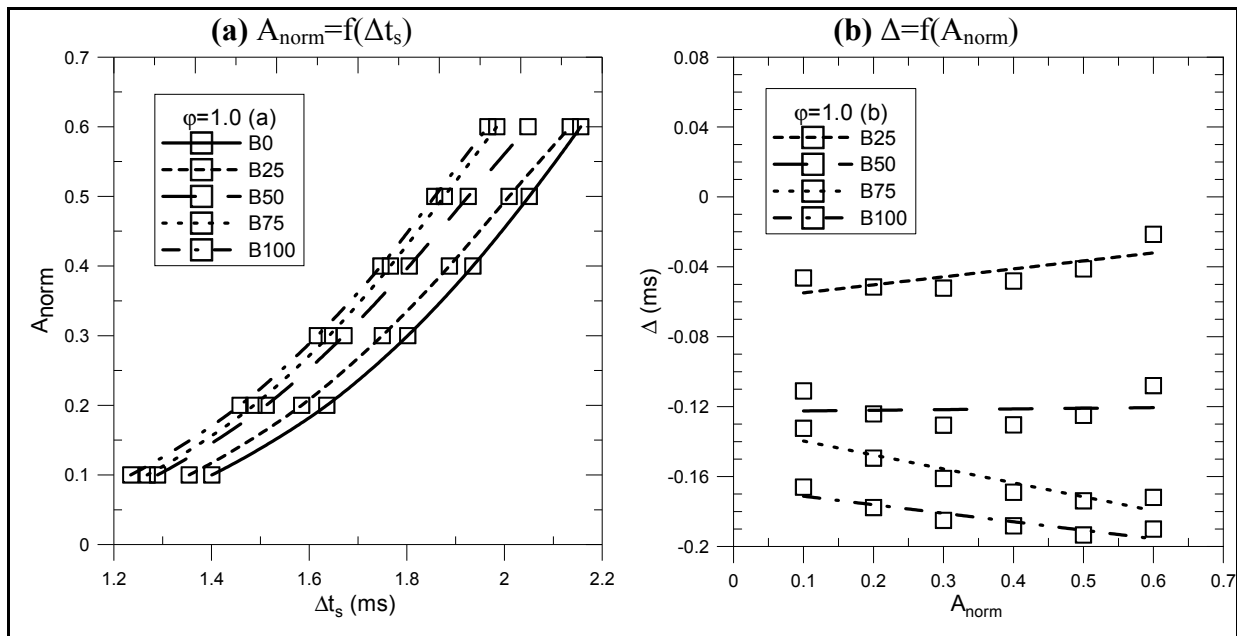 (a) Anorm=f(Δts)
0.7
0.6
0.5
0.4
0.3
0.2
0.1
0
Anorm
φ=1.0 (a)
B0
B25
B50
B75
B100
1.2 1.4 1.6 1.8 2 2.2
Δts (ms)
(b) Δ=f(Anorm)
0.08
0.04
0
-0.04
-0.08
-0.12
-0.16
-0.2
Δ (ms)
φ=1.0 (b)
B25
B50
B75
B100
0 0.1 0.2 0.3 0.4 0.5 0.6 0.7
Anorm